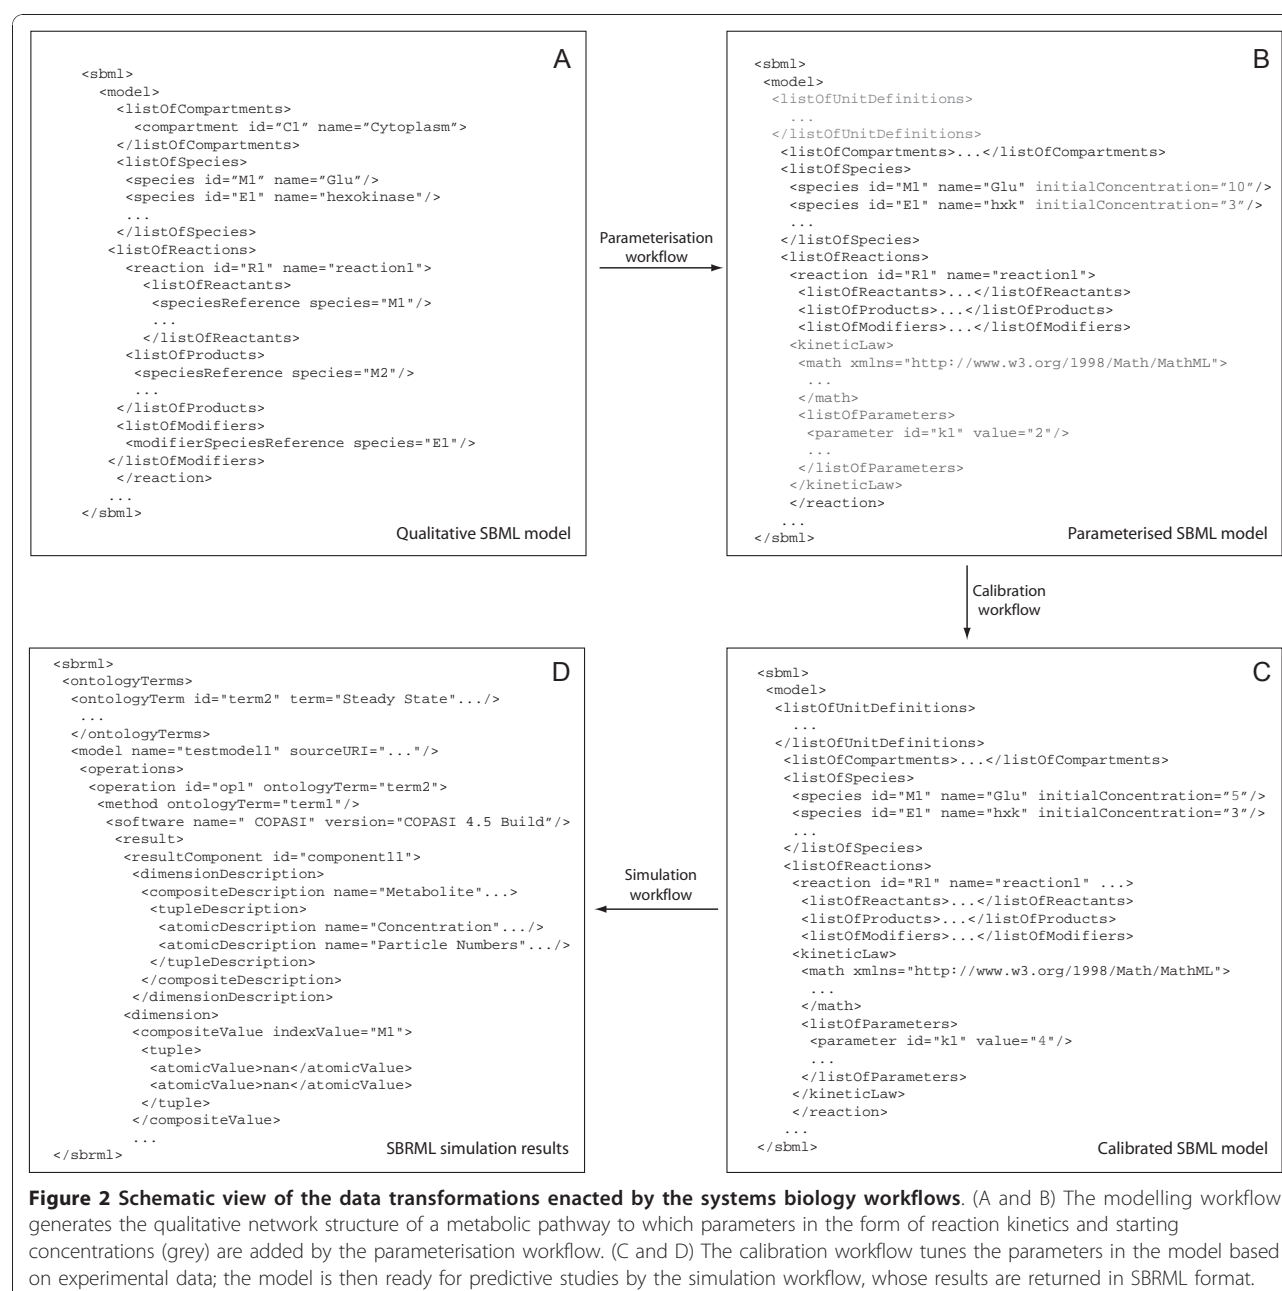 A
<sbml>
<model>
<listOfCompartments>
<compartment id="C1" name="Cytoplasm">
</listOfCompartments>
<listOfSpecies>
<species id="M1" name="Glu"/>
<species id="E1" name="hexokinase"/>
...
</listOfSpecies>
<listOfReactions>
<reaction id="R1" name="reaction1">
<listOfReactants>
<speciesReference species="M1"/>
...
</listOfReactants>
<listOfProducts>
<speciesReference species="M2"/>
...
</listOfProducts>
<listOfModifiers>
<modifierSpeciesReference species="E1"/>
</listOfModifiers>
</reaction>
...
</sbml>
Qualitative SBML model
Parameterisation
workflow
B
<sbml>
<model>
<listOfUnitDefinitions>
...
</listOfUnitDefinitions>
<listOfCompartments>...</listOfCompartments>
<listOfSpecies>
<species id="M1" name="Glu" initialConcentration="10"/>
<species id="E1" name="hxk" initialConcentration="3"/>
...
</listOfSpecies>
<listOfReactions>
<reaction id="R1" name="reaction1">
<listOfReactants>...</listOfReactants>
<listOfProducts>...</listOfProducts>
<listOfModifiers>...</listOfModifiers>
<kineticLaw>
<math xmlns="http://www.w3.org/1998/Math/MathML">
...
</math>
<listOfParameters>
<parameter id="k1" value="2"/>
...
</listOfParameters>
</kineticLaw>
</reaction>
...
</sbml>
Parameterised SBML model
Calibration
workflow
C
<sbml>
<model>
<listOfUnitDefinitions>
...
</listOfUnitDefinitions>
<listOfCompartments>...</listOfCompartments>
<listOfSpecies>
<species id="M1" name="Glu" initialConcentration="5"/>
<species id="E1" name="hxk" initialConcentration="3"/>
...
</listOfSpecies>
<listOfReactions>
<reaction id="R1" name="reaction1" ...>
<listOfReactants>...</listOfReactants>
<listOfProducts>...</listOfProducts>
<listOfModifiers>...</listOfModifiers>
<kineticLaw>
<math xmlns="http://www.w3.org/1998/Math/MathML">
...
</math>
<listOfParameters>
<parameter id="k1" value="4"/>
...
</listOfParameters>
</kineticLaw>
</reaction>
...
</sbml>
Calibrated SBML model
Simulation
workflow
D
<sbrml>
<ontologyTerms>
<ontologyTerm id="term2" term="Steady State".../>
...
</ontologyTerms>
<model name="testmodel1" sourceURI="..."/>
<operations>
<operation id="op1" ontologyTerm="term2">
<method ontologyTerm="term1"/>
<software name=" COPASI" version="COPASI 4.5 Build"/>
<result>
<resultComponent id="component11">
<dimensionDescription>
<compositeDescription name="Metabolite"...>
<tupleDescription>
<atomicDescription name="Concentration".../>
<atomicDescription name="Particle Numbers".../>
</tupleDescription>
</compositeDescription>
</dimensionDescription>
<dimension>
<compositeValue indexValue="M1">
<tuple>
<atomicValue>nan</atomicValue>
<atomicValue>nan</atomicValue>
</tuple>
</compositeValue>
...
</sbrml>
SBRML simulation results
Figure 2 Schematic view of the data transformations enacted by the systems biology workflows. (A and B) The modelling workflow
generates the qualitative network structure of a metabolic pathway to which parameters in the form of reaction kinetics and starting
concentrations (grey) are added by the parameterisation workflow. (C and D) The calibration workflow tunes the parameters in the model based
on experimental data; the model is then ready for predictive studies by the simulation workflow, whose results are returned in SBRML format.